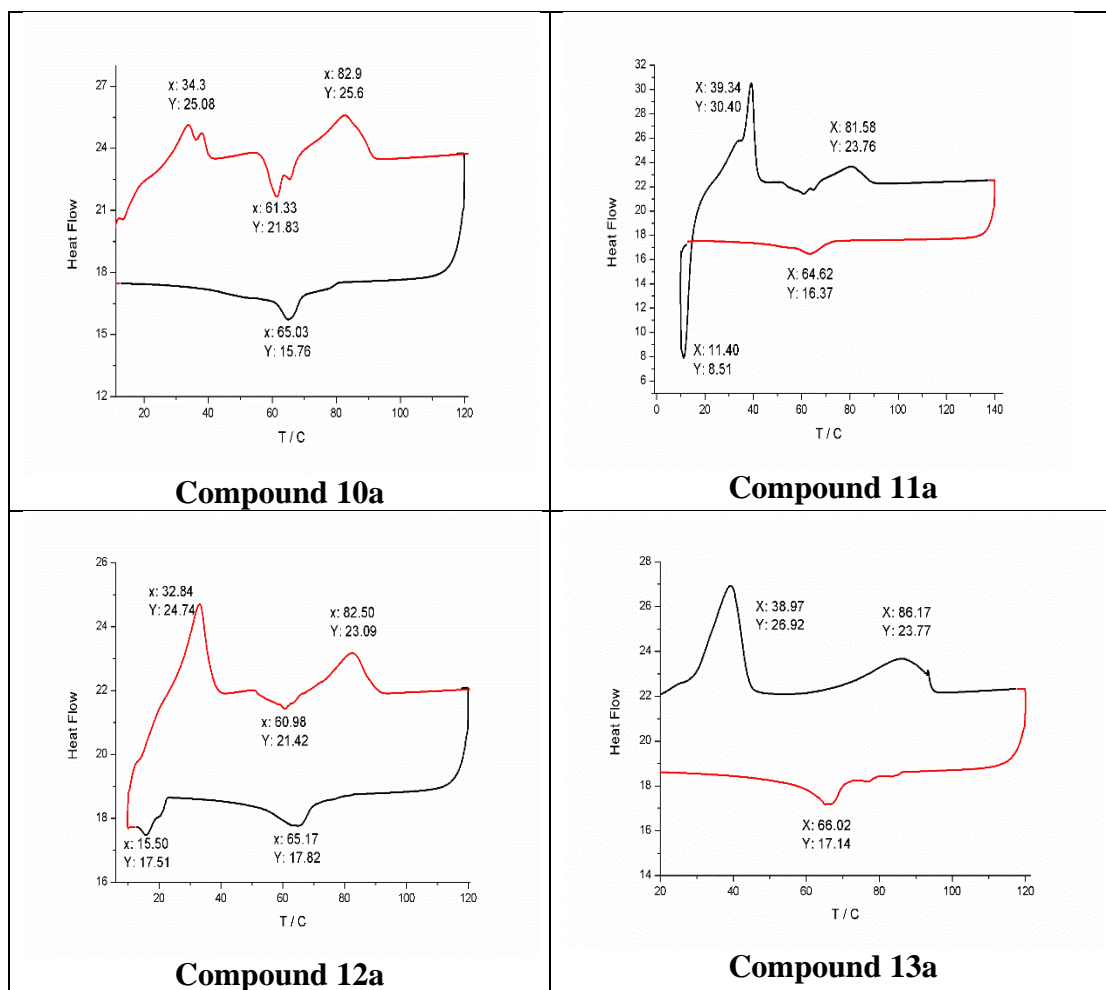 x: 34.3
Y: 25.08
x: 82.9
Y: 25.6
x: 61.33
Y: 21.83
x: 65.03
Y: 15.76
27
24
21
18
15
12
Heat Flow
20
40
60
80
100
120
T / C
Compound 10a
X: 39.34
Y: 30.40
X: 81.58
Y: 23.76
X: 64.62
Y: 16.37
X: 11.40
Y: 8.51
32
30
28
26
24
22
20
18
16
14
12
10
8
6
Heat Flow
0
20
40
60
80
100
120
140
T / C
Compound 11a
x: 32.84
Y: 24.74
x: 82.50
Y: 23.09
x: 60.98
Y: 21.42
x: 15.50
Y: 17.51
x: 65.17
Y: 17.82
26
24
22
20
18
16
Heat Flow
20
40
60
80
100
120
T / C
Compound 12a
X: 38.97
Y: 26.92
X: 86.17
Y: 23.77
X: 66.02
Y: 17.14
28
26
24
22
20
18
16
14
Heat Flow
20
40
60
80
100
120
T / C
Compound 13a